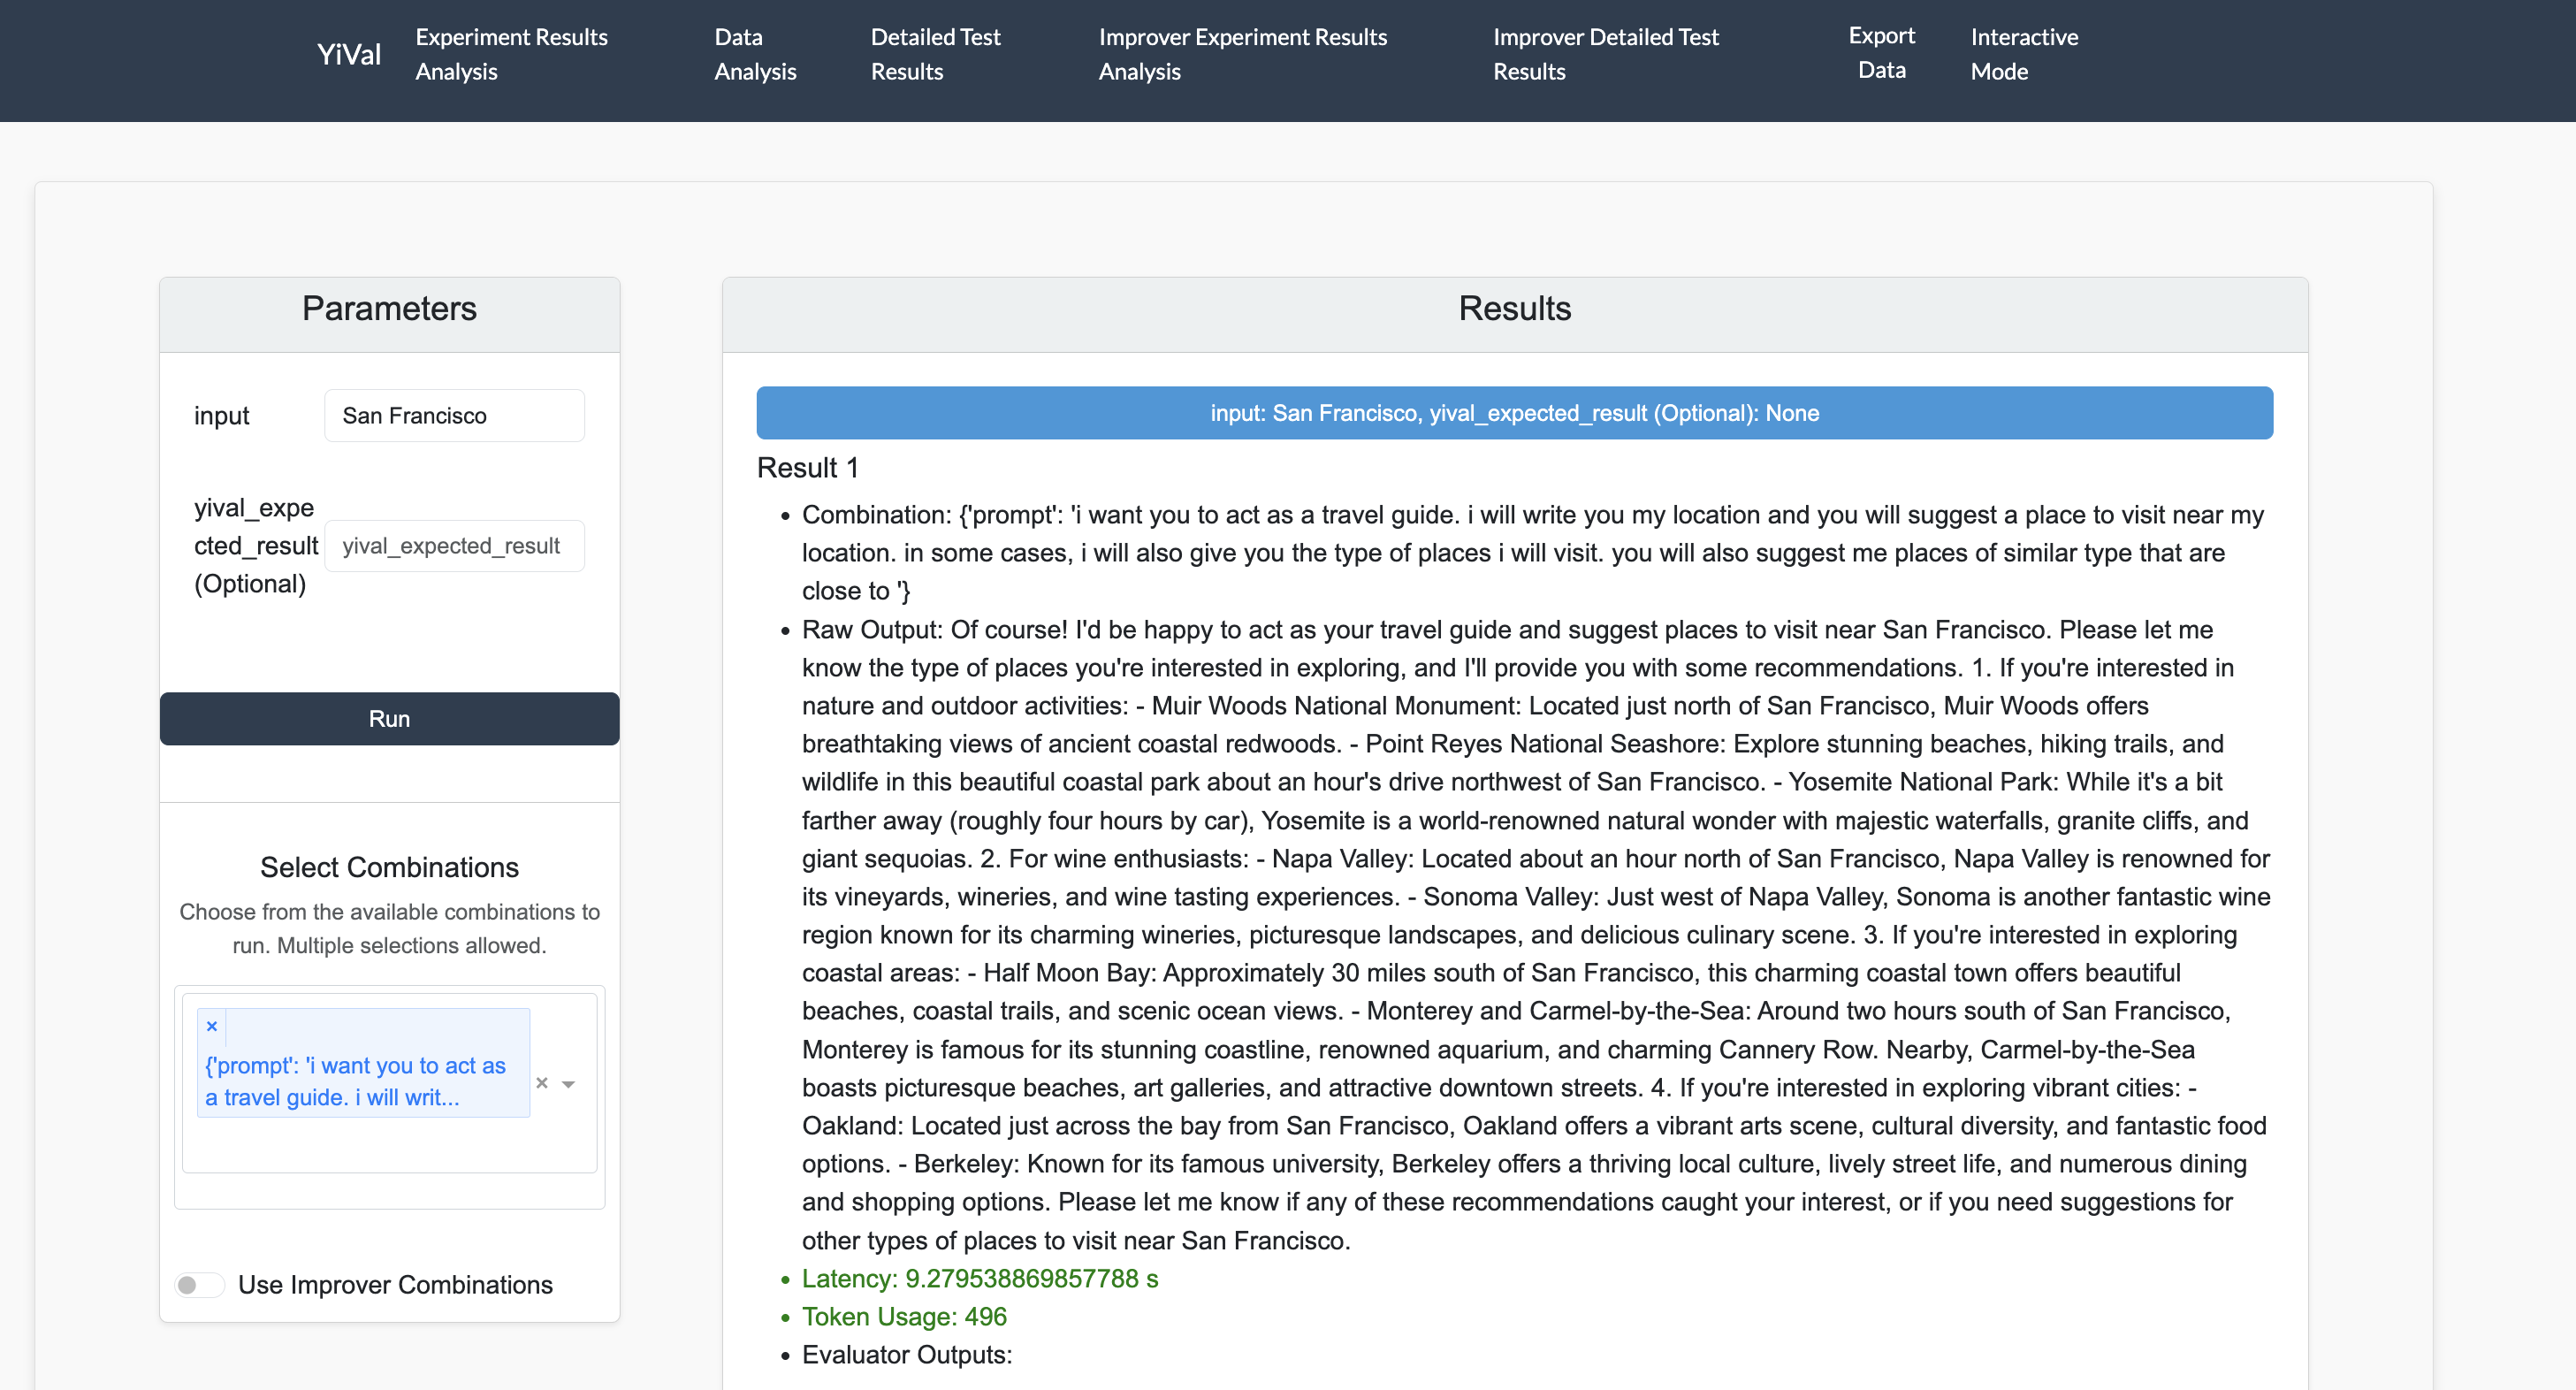 YiVal
Experiment Results
Analysis
Data
Analysis
Detailed Test
Results
Improver Experiment Results
Analysis
Improver Detailed Test
Results
Export
Data
Interactive
Mode
Parameters
input
San Francisco
yival_expe
cted_result
(Optional)
yival_expected_result
Run
Select Combinations
Choose from the available combinations to
run. Multiple selections allowed.
×
{'prompt': 'i want you to act as
a travel guide. i will writ...
×
Use Improver Combinations
Results
input: San Francisco, yival_expected_result (Optional): None
Result 1
• Combination: {'prompt': 'i want you to act as a travel guide. i will write you my location and you will suggest a place to visit near my
location. in some cases, i will also give you the type of places i will visit. you will also suggest me places of similar type that are
close to '}
• Raw Output: Of course! I'd be happy to act as your travel guide and suggest places to visit near San Francisco. Please let me
know the type of places you're interested in exploring, and I'll provide you with some recommendations. 1. If you're interested in
nature and outdoor activities: - Muir Woods National Monument: Located just north of San Francisco, Muir Woods offers
breathtaking views of ancient coastal redwoods. - Point Reyes National Seashore: Explore stunning beaches, hiking trails, and
wildlife in this beautiful coastal park about an hour's drive northwest of San Francisco. - Yosemite National Park: While it's a bit
farther away (roughly four hours by car), Yosemite is a world-renowned natural wonder with majestic waterfalls, granite cliffs, and
giant sequoias. 2. For wine enthusiasts: - Napa Valley: Located about an hour north of San Francisco, Napa Valley is renowned for
its vineyards, wineries, and wine tasting experiences. - Sonoma Valley: Just west of Napa Valley, Sonoma is another fantastic wine
region known for its charming wineries, picturesque landscapes, and delicious culinary scene. 3. If you're interested in exploring
coastal areas: - Half Moon Bay: Approximately 30 miles south of San Francisco, this charming coastal town offers beautiful
beaches, coastal trails, and scenic ocean views. - Monterey and Carmel-by-the-Sea: Around two hours south of San Francisco,
Monterey is famous for its stunning coastline, renowned aquarium, and charming Cannery Row. Nearby, Carmel-by-the-Sea
boasts picturesque beaches, art galleries, and attractive downtown streets. 4. If you're interested in exploring vibrant cities: -
Oakland: Located just across the bay from San Francisco, Oakland offers a vibrant arts scene, cultural diversity, and fantastic food
options. - Berkeley: Known for its famous university, Berkeley offers a thriving local culture, lively street life, and numerous dining
and shopping options. Please let me know if any of these recommendations caught your interest, or if you need suggestions for
other types of places to visit near San Francisco.
• Latency: 9.279538869857788 s
• Token Usage: 496
• Evaluator Outputs: